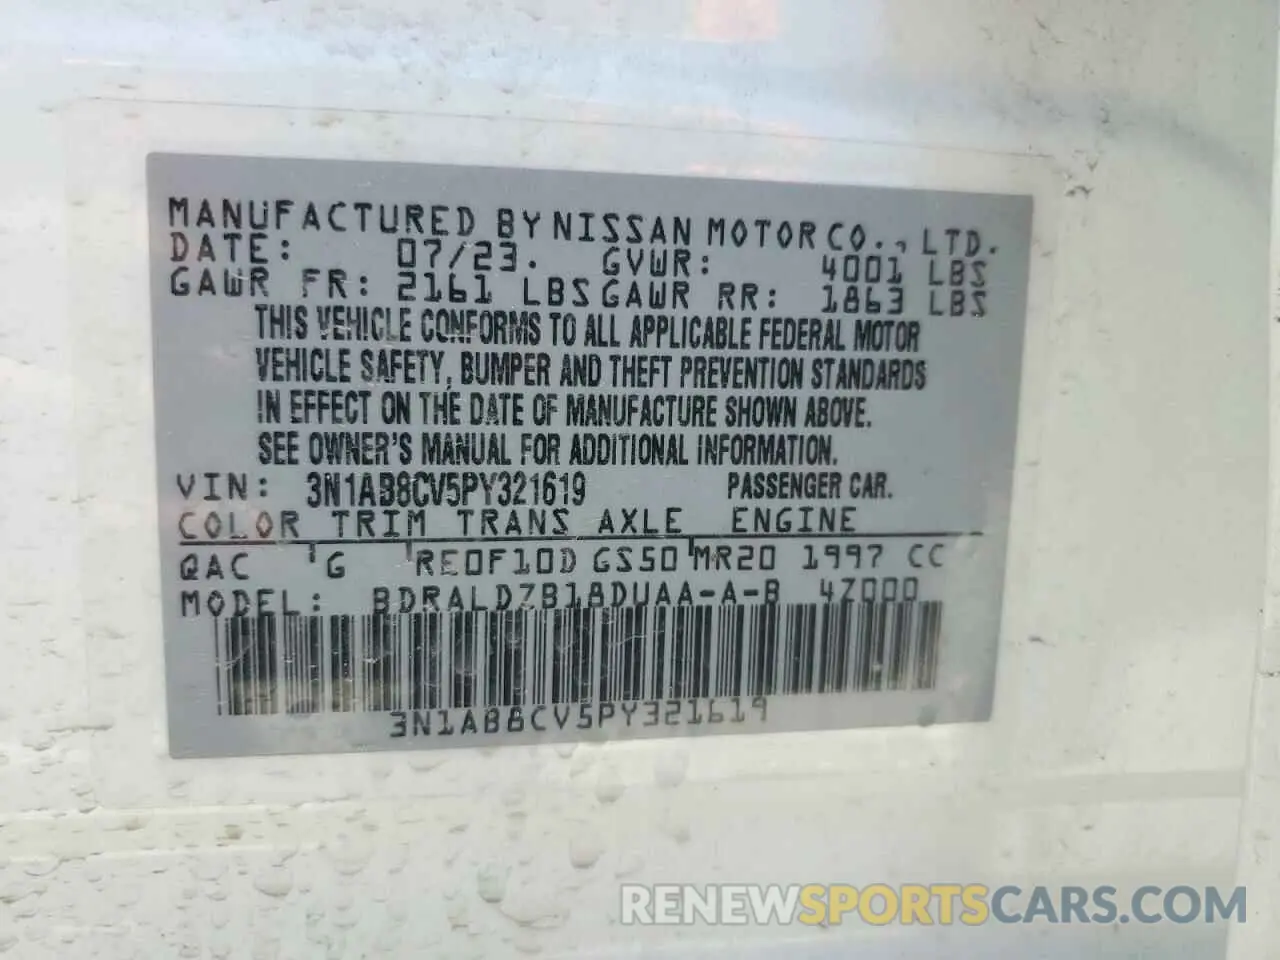 MANUFACTURED BY NISSAN MOTOR CO., LTD.
DATE: 07/23. GVWR: 4001 LBS
GAWR FR: 2161 LBS GAWR RR: 1863 LBS
THIS VEHICLE CONFORMS TO ALL APPLICABLE FEDERAL MOTOR
VEHICLE SAFETY, BUMPER AND THEFT PREVENTION STANDARDS
IN EFFECT ON THE DATE OF MANUFACTURE SHOWN ABOVE.
SEE OWNER'S MANUAL FOR ADDITIONAL INFORMATION.
VIN: 3N1AB8CV5PY321619 PASSENGER CAR.
COLOR TRIM TRANS AXLE ENGINE
QAC G RE0F10D GS50 MR20 1997 CC
MODEL: BDRALDZB18DUAA-A-B 4Z000
3N1AB8CV5PY321619
RENEWSPORTSCARS.COM